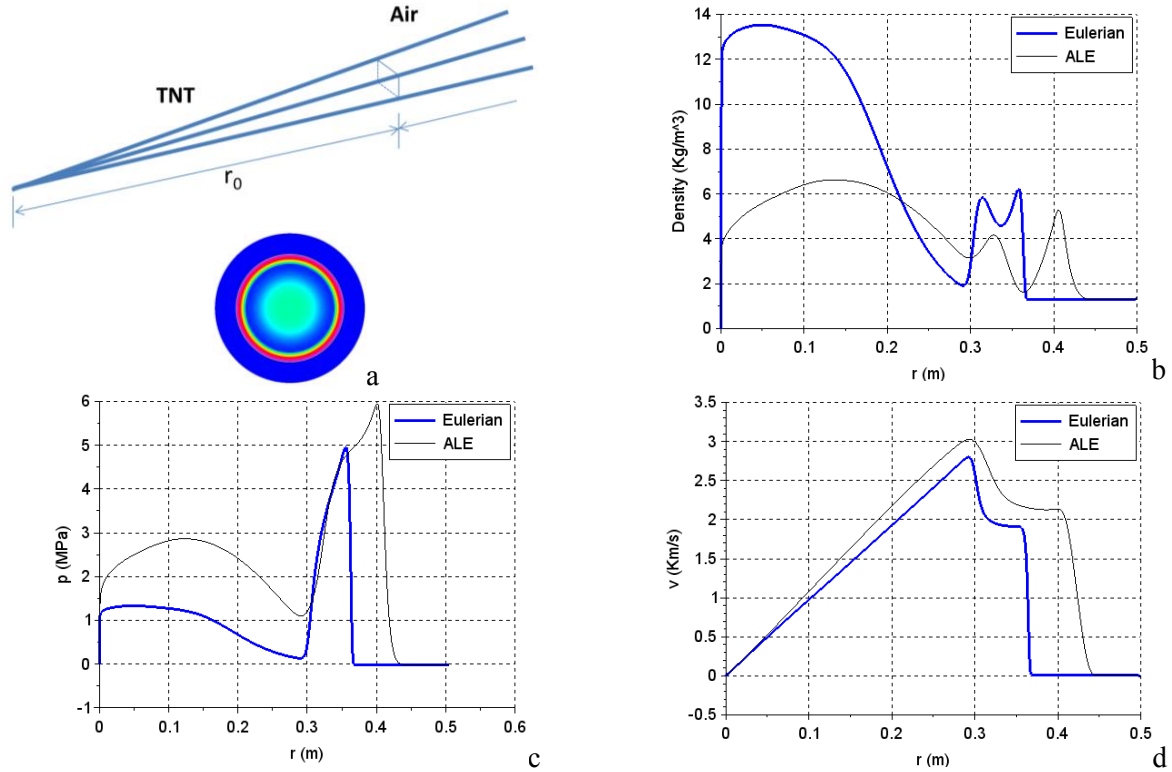 Air
TNT
r0
a
14
12
10
8
6
4
2
0
Density (Kg/m^3)
Eulerian
ALE
0 0.1 0.2 0.3 0.4 0.5
r (m)
b
6
5
4
3
2
1
0
-1
p (MPa)
Eulerian
ALE
0 0.1 0.2 0.3 0.4 0.5 0.6
r (m)
c
3.5
3
2.5
2
1.5
1
0.5
0
-0.5
v (Km/s)
Eulerian
ALE
0 0.1 0.2 0.3 0.4 0.5
r (m)
d